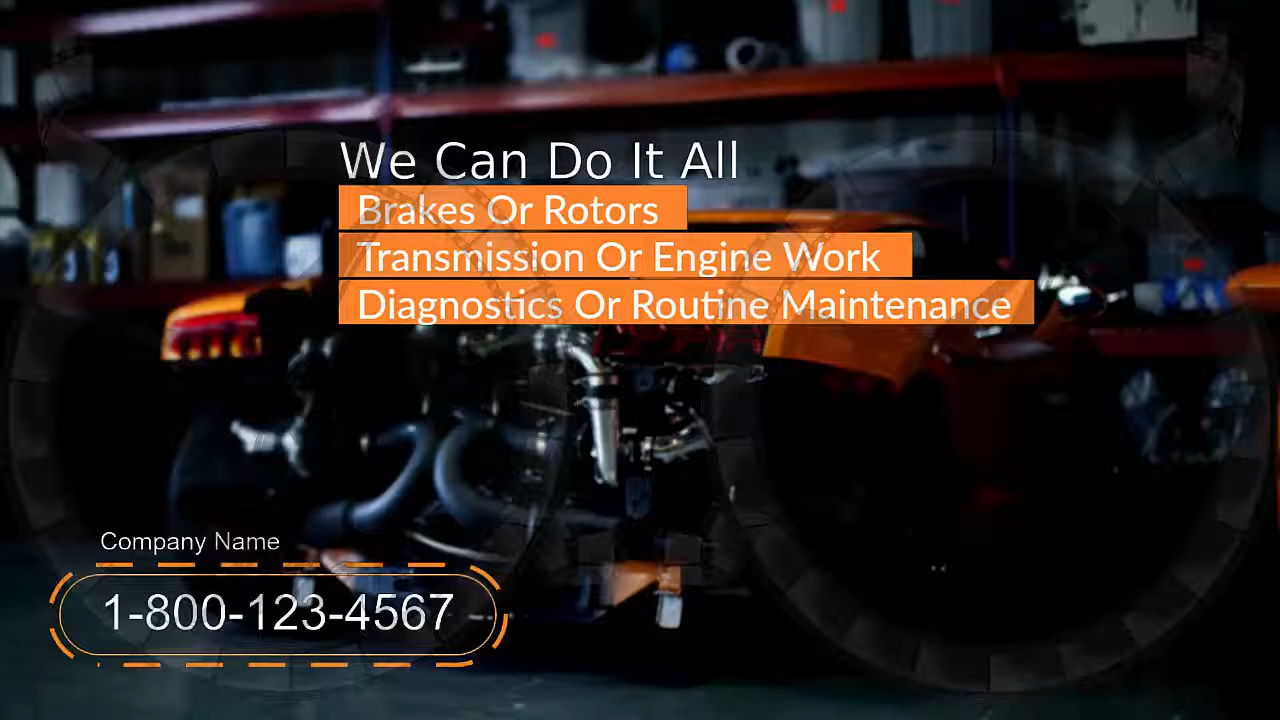 We Can Do It All
Brakes Or Rotors
Transmission Or Engine Work
Diagnostics Or Routine Maintenance
Company Name
1-800-123-4567